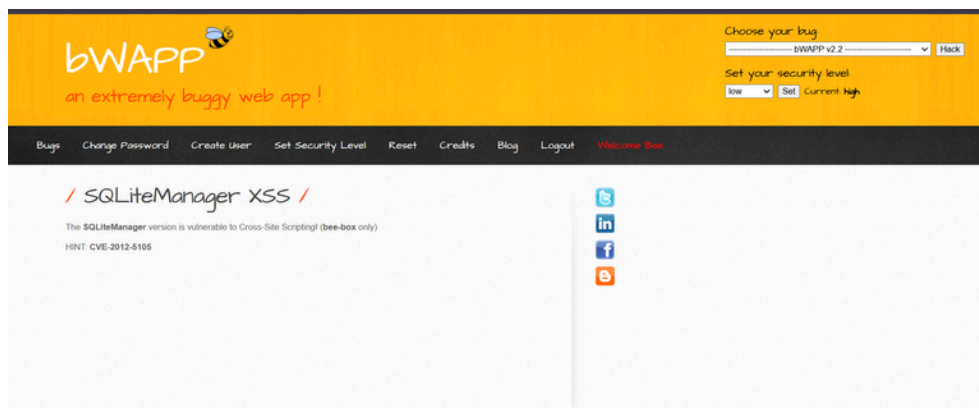 bWAPP
an extremely buggy web app !
Choose your bug:
---------------------- bWAPP v2.2 ---------------------- Hack
Set your security level:
low Set Current: high
Bugs Change Password Create User Set Security Level Reset Credits Blog Logout Welcome Bee
/ SQLiteManager XSS /
The SQLiteManager version is vulnerable to Cross-Site Scripting! (bee-box only)
HINT: CVE-2012-5105